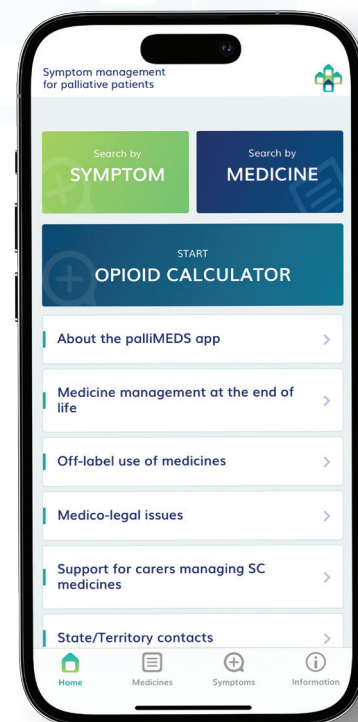 Symptom management
for palliative patients
Search by
SYMPTOM
Search by
MEDICINE
START
OPIOID CALCULATOR
About the palliMEDS app
Medicine management at the end of
life
Off-label use of medicines
Medico-legal issues
Support for carers managing SC
medicines
State/Territory contacts
Home
Medicines
Symptoms
Information